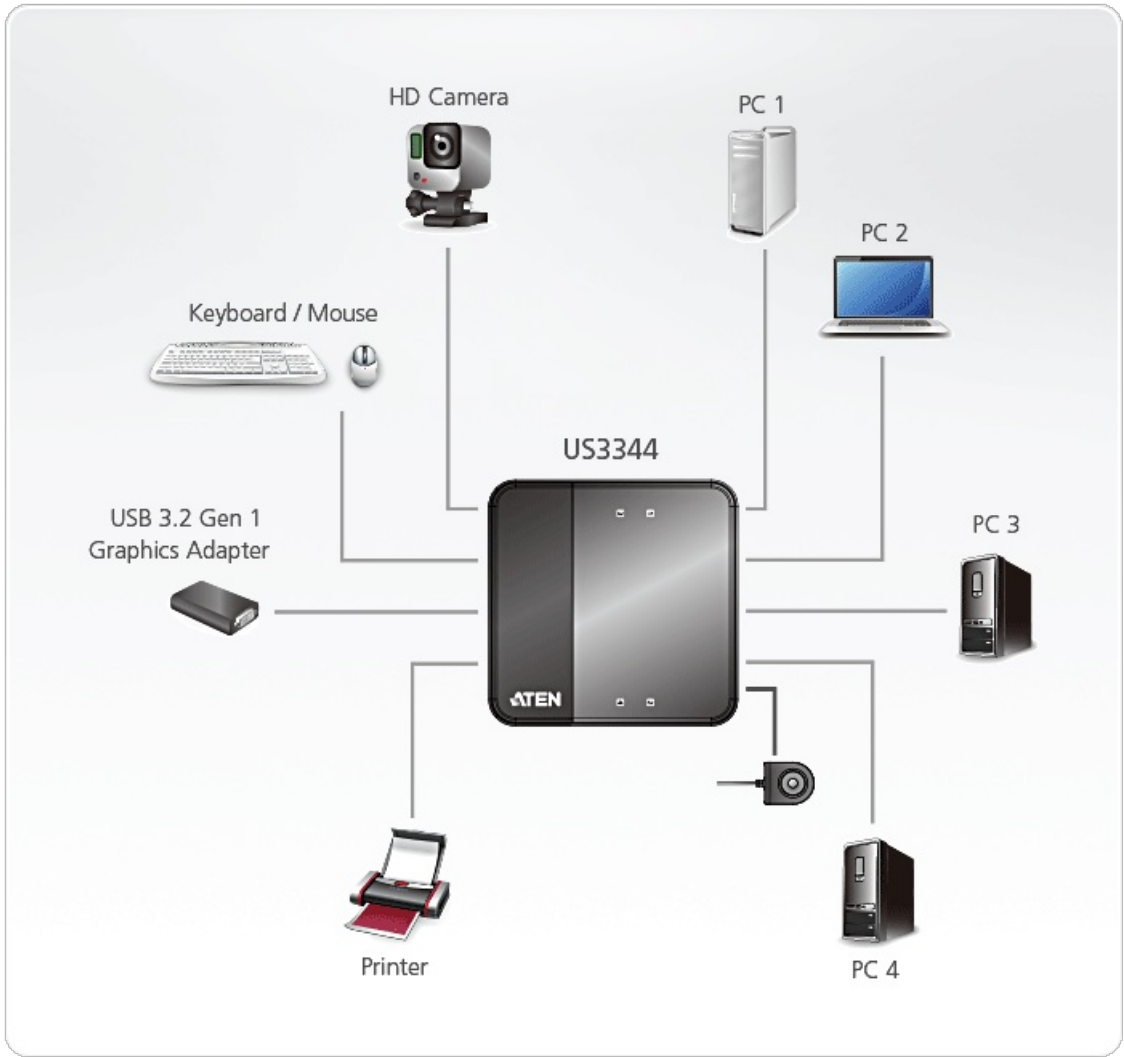 HD Camera
PC 1
PC 2
Keyboard / Mouse
US3344
USB 3.2 Gen 1
Graphics Adapter
PC 3
ATEN
Printer
PC 4